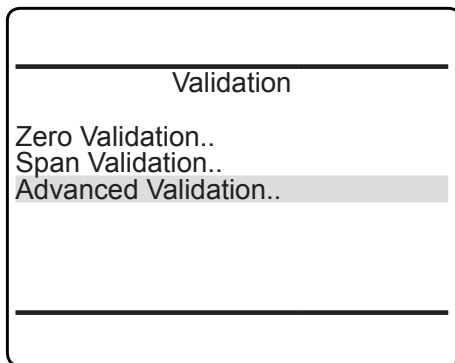 Validation
Zero Validation..
Span Validation..
Advanced Validation..